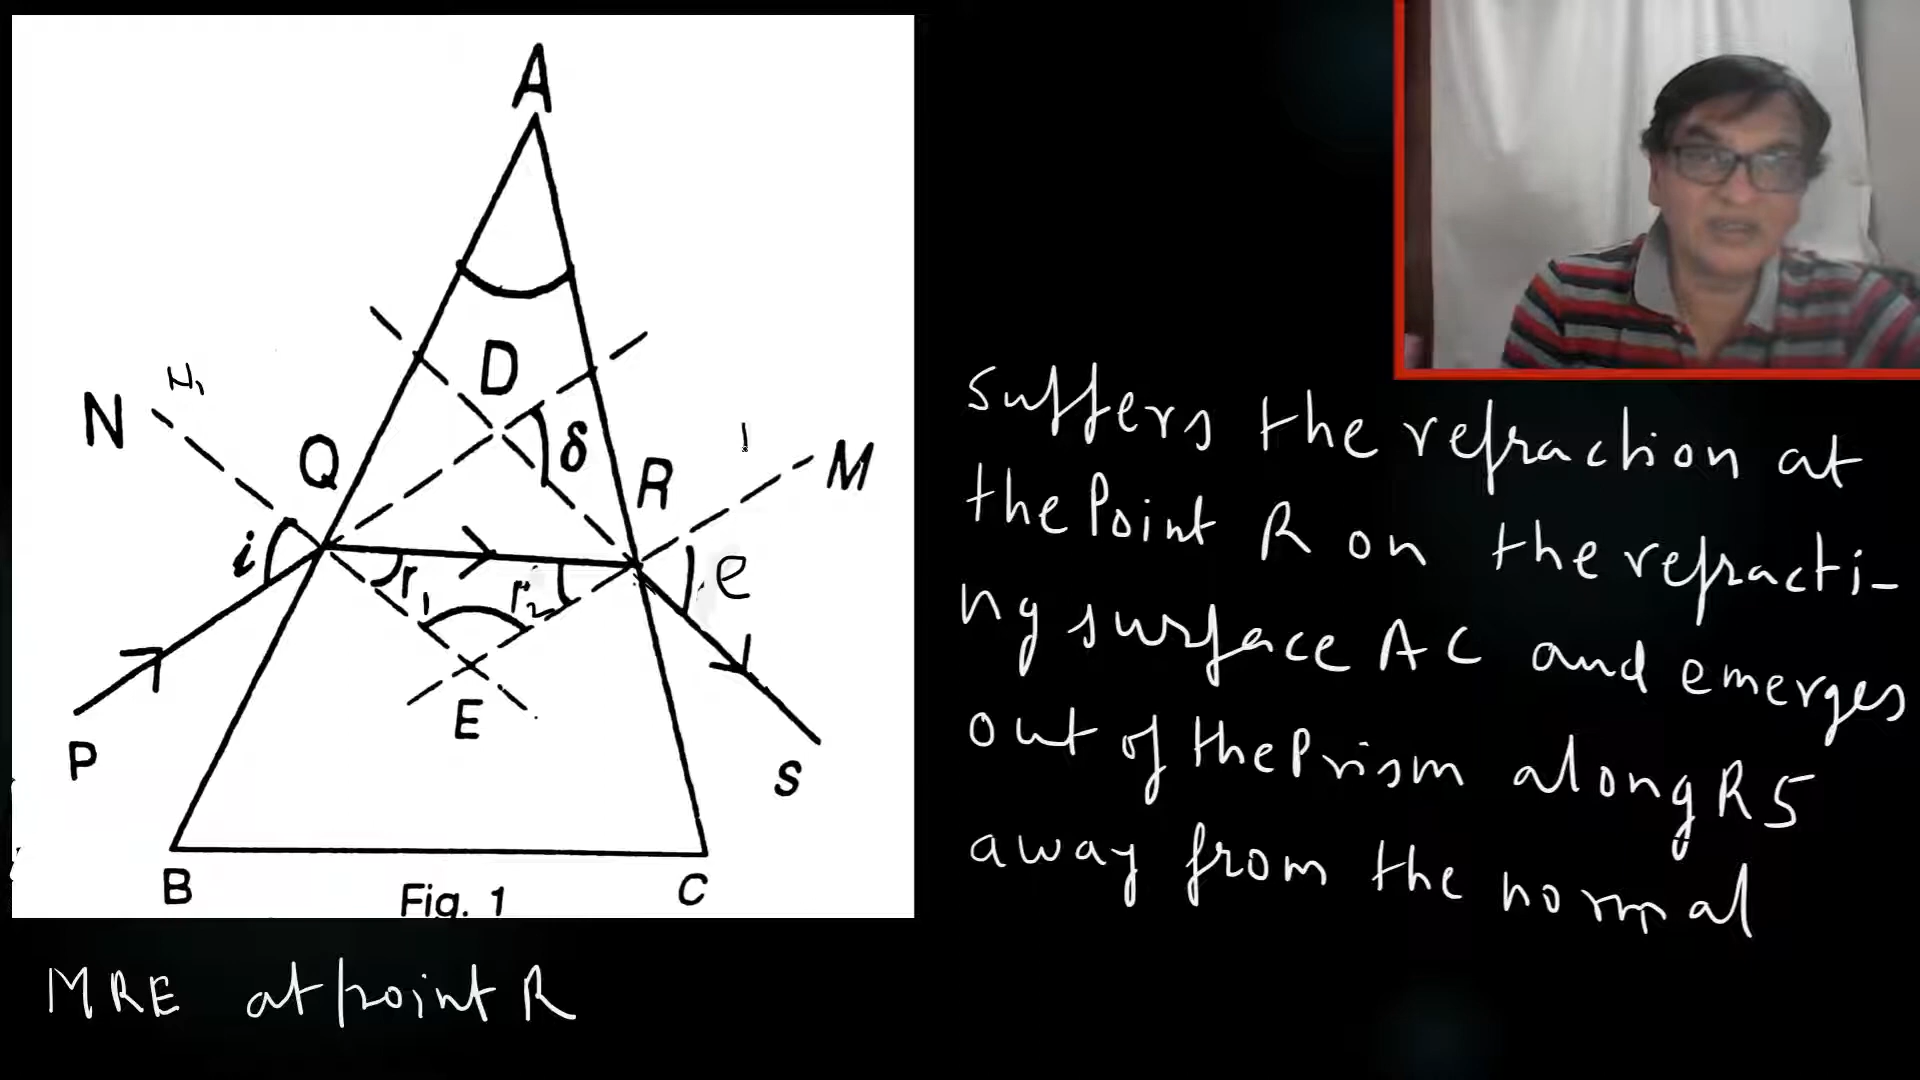 A
D
N
N₁
Q
δ
R
M
i
r₁
r₂
e
E
P
S
B
C
Fig. 1
suffers the refraction at
the Point R on the refracti-
ng surface AC and emerges
out of the Prism along RS
away from the normal
MRE at point R